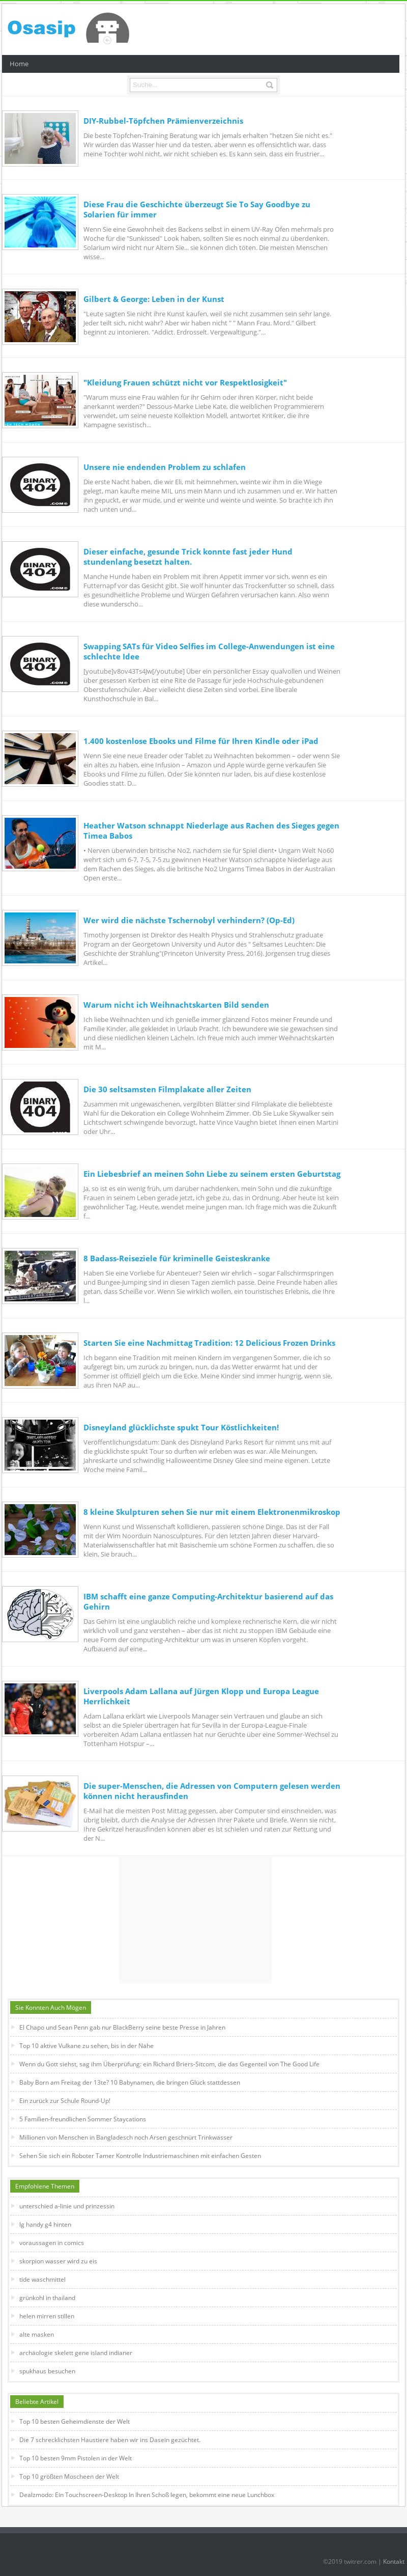 Osasip
Home
Suche...
DIY-Rubbel-Töpfchen Prämienverzeichnis
Die beste Töpfchen-Training Beratung war ich jemals erhalten "hetzen Sie nicht es."
Wir würden das Wasser hier und da testen, aber wenn es offensichtlich war, dass
meine Tochter wohl nicht, wir nicht schieben es. Es kann sein, dass ein frustrier...
Diese Frau die Geschichte überzeugt Sie To Say Goodbye zu
Solarien für immer
Wenn Sie eine Gewohnheit des Backens selbst in einem UV-Ray Ofen mehrmals pro
Woche für die "Sunkissed" Look haben, sollten Sie es noch einmal zu überdenken.
Solarium wird nicht nur Altern Sie... sie können dich töten. Die meisten Menschen
wisse...
Gilbert & George: Leben in der Kunst
"Leute sagten Sie nicht ihre Kunst kaufen, weil sie nicht zusammen sein sehr lange.
Jeder teilt sich, nicht wahr? Aber wir haben nicht " " Mann Frau. Mord." Gilbert
beginnt zu intonieren. "Addict. Erdrosselt. Vergewaltigung."...
"Kleidung Frauen schützt nicht vor Respektlosigkeit"
"Warum muss eine Frau wählen für ihr Gehirn oder ihren Körper, nicht beide
anerkannt werden?" Dessous-Marke Liebe Kate, die weiblichen Programmierern
verwendet, um seine neueste Kollektion Modell, antwortet Kritiker, die ihre
Kampagne sexistisch...
BINARY
404
.COM
Unsere nie endenden Problem zu schlafen
Die erste Nacht haben, die wir Eli, mit heimnehmen, weinte wir ihm in die Wiege
gelegt, man kaufte meine MIL uns mein Mann und ich zusammen und er. Wir hatten
Ihn gepuckt, er war müde, und er weinte und weinte und weinte. So brachte ich ihn
nach unten und...
BINARY
404
.COM
Dieser einfache, gesunde Trick konnte fast jeder Hund
stundenlang besetzt halten.
Manche Hunde haben ein Problem mit ihren Appetit immer vor sich, wenn es ein
Futternapf vor das Gesicht gibt. Sie wolf hinunter das Trockenfutter so schnell, dass
es gesundheitliche Probleme und Würgen Gefahren verursachen kann. Also wenn
diese wunderscho...
BINARY
404
.COM
Swapping SATs für Video Selfies im College-Anwendungen ist eine
schlechte Idee
[youtube]v8ov43Ts4Jw[/youtube] Über ein persönlicher Essay qualvollen und Weinen
über gesessen Kerben ist eine Rite de Passage für jede Hochschule-gebundenen
Oberstufenschüler. Aber vielleicht diese Zeiten sind vorbei. Eine liberale
Kunsthochschule in Bal...
1.400 kostenlose Ebooks und Filme für Ihren Kindle oder iPad
Wenn Sie eine neue Ereader oder Tablet zu Weihnachten bekommen – oder wenn Sie
ein altes zu haben, eine Infusion – Amazon und Apple würde gerne verkaufen Sie
Ebooks und Filme zu füllen. Oder Sie könnten nur laden, bis auf diese kostenlose
Goodies statt. D...
Heather Watson schnappt Niederlage aus Rachen des Sieges gegen
Timea Babos
• Nerven überwinden britische No2, nachdem sie für Spiel dient• Ungarn Welt No60
wehrt sich um 6-7, 7-5, 7-5 zu gewinnen Heather Watson schnappte Niederlage aus
dem Rachen des Sieges, als die britische No2 Ungarns Timea Babos in der Australian
Open erste...
Wer wird die nächste Tschernobyl verhindern? (Op-Ed)
Timothy Jorgensen ist Direktor des Health Physics und Strahlenschutz graduate
Program an der Georgetown University und Autor des " Seltsames Leuchten: Die
Geschichte der Strahlung"(Princeton University Press, 2016). Jorgensen trug dieses
Artikel...
Warum nicht ich Weihnachtskarten Bild senden
Ich liebe Weihnachten und ich genieße immer glänzend Fotos meiner Freunde und
Familie Kinder, alle gekleidet in Urlaub Pracht. Ich bewundere wie sie gewachsen sind
und diese niedlichen kleinen Lächeln. Ich freue mich auch immer Weihnachtskarten
mit M...
BINARY
404
.COM
Die 30 seltsamsten Filmplakate aller Zeiten
Zusammen mit ungewaschenen, vergilbten Blätter sind Filmplakate die beliebteste
Wahl für die Dekoration ein College Wohnheim Zimmer. Ob Sie Luke Skywalker sein
Lichtschwert schwingende bevorzugt, hatte Vince Vaughn bietet Ihnen einen Martini
oder Uhr...
Ein Liebesbrief an meinen Sohn Liebe zu seinem ersten Geburtstag
Ja, so ist es ein wenig früh, um darüber nachdenken, mein Sohn und die zukünftige
Frauen in seinem Leben gerade jetzt, ich gebe zu, das in Ordnung. Aber heute ist kein
gewöhnlicher Tag. Heute, wendet meine jungen man. Ich frage mich was die Zukunft
f...
8 Badass-Reiseziele für kriminelle Geisteskranke
Haben Sie eine Vorliebe für Abenteuer? Seien wir ehrlich – sogar Fallschirmspringen
und Bungee-Jumping sind in diesen Tagen ziemlich passe. Deine Freunde haben alles
getan, dass.Scheiße vor. Wenn Sie wirklich wollen, ein touristisches Erlebnis, die Ihre
l...
Starten Sie eine Nachmittag Tradition: 12 Delicious Frozen Drinks
Ich begann eine Tradition mit meinen Kindern im vergangenen Sommer, die ich so
aufgeregt bin, um zurück zu bringen, nun, da das Wetter erwärmt hat und der
Sommer ist offiziell gleich um die Ecke. Meine Kinder sind immer hungrig, wenn sie,
aus ihren NAP au...
Disneyland glücklichste spukt Tour Köstlichkeiten!
Veröffentlichungsdatum: Dank des Disneyland Parks Resort für nimmt uns mit auf
die glücklichste spukt Tour so durften wir erleben was es war. Alle Meinungen.
Jahreskarte und schwindlig Halloweentime Disney Glee sind meine eigenen. Letzte
Woche meine Famil...
8 kleine Skulpturen sehen Sie nur mit einem Elektronenmikroskop
Wenn Kunst und Wissenschaft kollidieren, passieren schöne Dinge. Das ist der Fall
mit der Wim Noorduin Nanosculptures. Für den letzten Jahren dieser Harvard-
Materialwissenschaftler hat mit Basischemie um schöne Formen zu schaffen, die so
klein, Sie brauch...
IBM schafft eine ganze Computing-Architektur basierend auf das
Gehirn
Das Gehirn ist eine unglaublich reiche und komplexe rechnerische Kern, die wir nicht
wirklich voll und ganz verstehen – aber das ist nicht zu stoppen IBM Gebäude eine
neue Form der computing-Architektur um was in unseren Köpfen vorgeht.
Aufbauend auf eine...
Liverpools Adam Lallana auf Jürgen Klopp und Europa League
Herrlichkeit
Adam Lallana erklärt wie Liverpools Manager sein Vertrauen und glaube an sich
selbst an die Spieler übertragen hat für Sevilla in der Europa-League-Finale
vorbereiten Adam Lallana entlassen hat nur Gerüchte über eine Sommer-Wechsel zu
Tottenham Hotspur –...
Die super-Menschen, die Adressen von Computern gelesen werden
können nicht herausfinden
E-Mail hat die meisten Post Mittag gegessen, aber Computer sind einschneiden, was
übrig bleibt, durch die Analyse der Adressen Ihrer Pakete und Briefe. Wenn sie nicht,
Ihre Gekritzel herausfinden können aber es ist schielen und raten zur Rettung und
der N...
Sie Könnten Auch Mögen
El Chapo und Sean Penn gab nur BlackBerry seine beste Presse in Jahren
Top 10 aktive Vulkane zu sehen, bis in der Nähe
Wenn du Gott siehst, sag ihm Überprüfung: ein Richard Briers-Sitcom, die das Gegenteil von The Good Life
Baby Born am Freitag der 13te? 10 Babynamen, die bringen Glück stattdessen
Ein zurück zur Schule Round-Up!
5 Familien-freundlichen Sommer Staycations
Millionen von Menschen in Bangladesch noch Arsen geschnürt Trinkwasser
Sehen Sie sich ein Roboter Tamer Kontrolle Industriemaschinen mit einfachen Gesten
Empfohlene Themen
unterschied a-linie und prinzessin
lg handy g4 hinten
voraussagen in comics
skorpion wasser wird zu eis
tide waschmittel
grünkohl in thailand
helen mirren stillen
alte masken
archäologie skelett gene island indianer
spukhaus besuchen
Beliebte Artikel
Top 10 besten Geheimdienste der Welt
Die 7 schrecklichsten Haustiere haben wir ins Dasein gezüchtet.
Top 10 besten 9mm Pistolen in der Welt
Top 10 größten Moscheen der Welt
Dealzmodo: Ein Touchscreen-Desktop In Ihren Schoß legen, bekommt eine neue Lunchbox
©2019 twitrer.com | Kontakt